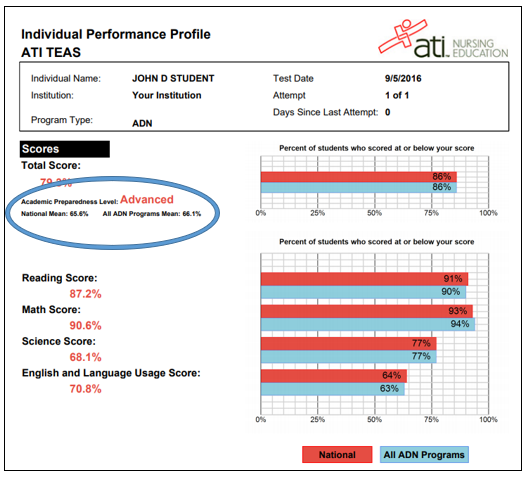 Individual Performance Profile
ATI TEAS
ati NURSING EDUCATION
Individual Name: JOHN D STUDENT Test Date 9/5/2016
Institution: Your Institution Attempt 1 of 1
Days Since Last Attempt: 0
Program Type: ADN
Scores
Total Score:
Academic Preparedness Level: Advanced
National Mean: 65.6% All ADN Programs Mean: 66.1%
Percent of students who scored at or below your score
86%
86%
0% 25% 50% 75% 100%
Percent of students who scored at or below your score
Reading Score:
87.2%
91%
90%
Math Score:
90.6%
93%
94%
Science Score:
68.1%
77%
77%
English and Language Usage Score:
70.8%
64%
63%
0% 25% 50% 75% 100%
National All ADN Programs